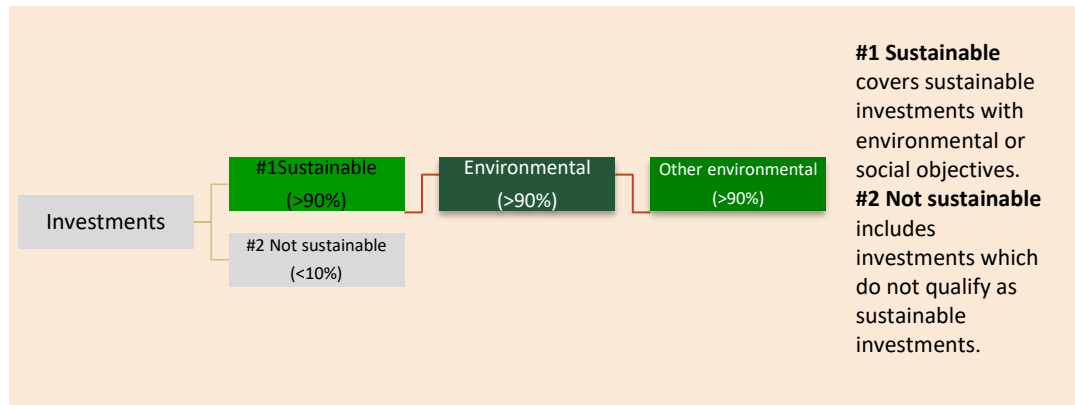 Investments
#1Sustainable
(>90%)
#2 Not sustainable
(<10%)
Environmental
(>90%)
Other environmental
(>90%)
#1 Sustainable
covers sustainable
investments with
environmental or
social objectives.
#2 Not sustainable
includes
investments which
do not qualify as
sustainable
investments.